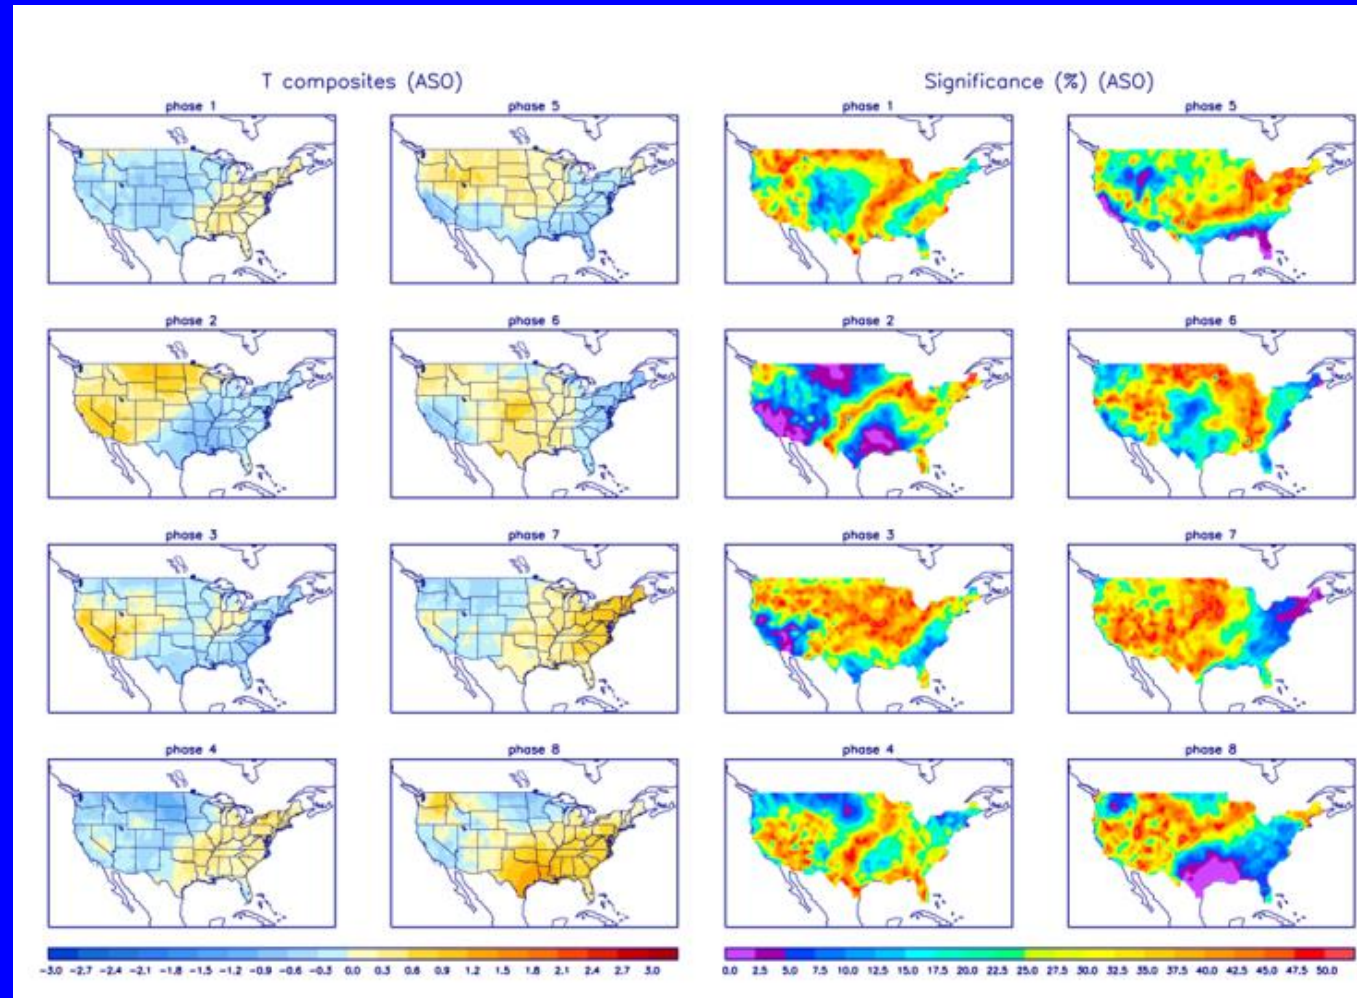 T composites (ASO)
Significance (%) (ASO)
phase 1
phase 5
phase 1
phase 5
phase 2
phase 6
phase 2
phase 6
phase 3
phase 7
phase 3
phase 7
phase 4
phase 8
phase 4
phase 8
-3.0 -2.7 -2.4 -2.1 -1.8 -1.5 -1.2 -0.9 -0.6 -0.3 0.0 0.3 0.6 0.9 1.2 1.5 1.8 2.1 2.4 2.7 3.0
0.0 2.5 5.0 7.5 10.0 12.5 15.0 17.5 20.0 22.5 25.0 27.5 30.0 32.5 35.0 37.5 40.0 42.5 45.0 47.5 50.0